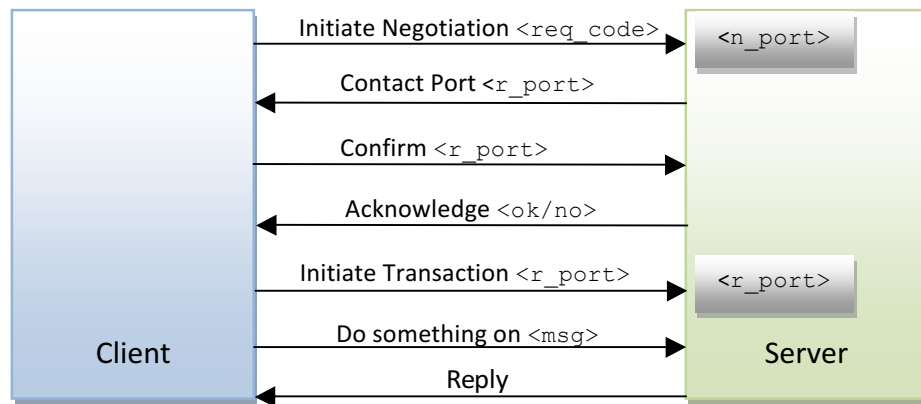 Initiate Negotiation <req_code>
<n_port>
Contact Port <r_port>
Confirm <r_port>
Acknowledge <ok/no>
Initiate Transaction <r_port>
<r_port>
Do something on <msg>
Client
Server
Reply